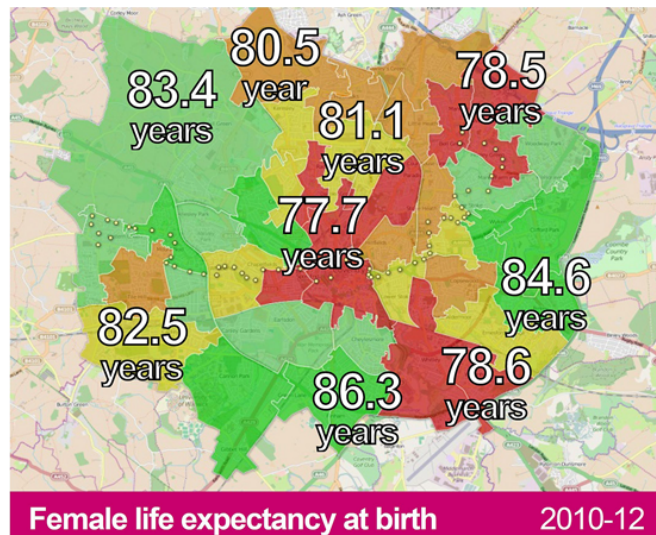 80.5
year
78.5
years
83.4
years
81.1
years
77.7
years
84.6
years
82.5
years
78.6
years
86.3
years
Female life expectancy at birth 2010-12